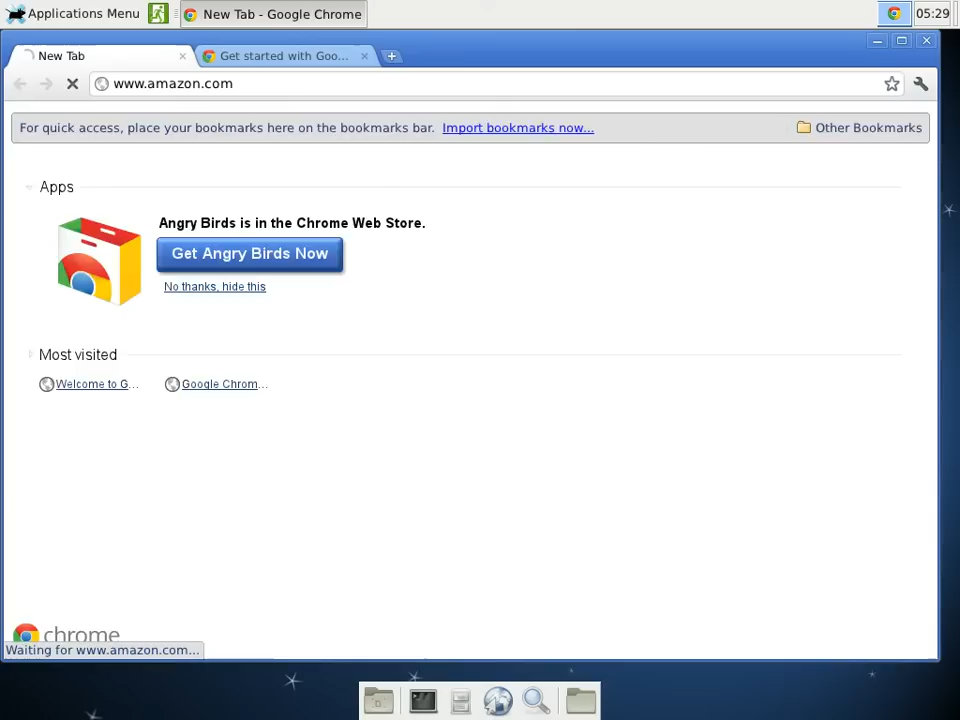 Applications Menu New Tab - Google Chrome 05:29
New Tab Get started with Goo...
www.amazon.com
For quick access, place your bookmarks here on the bookmarks bar. Import bookmarks now... Other Bookmarks
Apps
Angry Birds is in the Chrome Web Store.
Get Angry Birds Now
No thanks, hide this
Most visited
Welcome to G... Google Chrom...
chrome
Waiting for www.amazon.com...